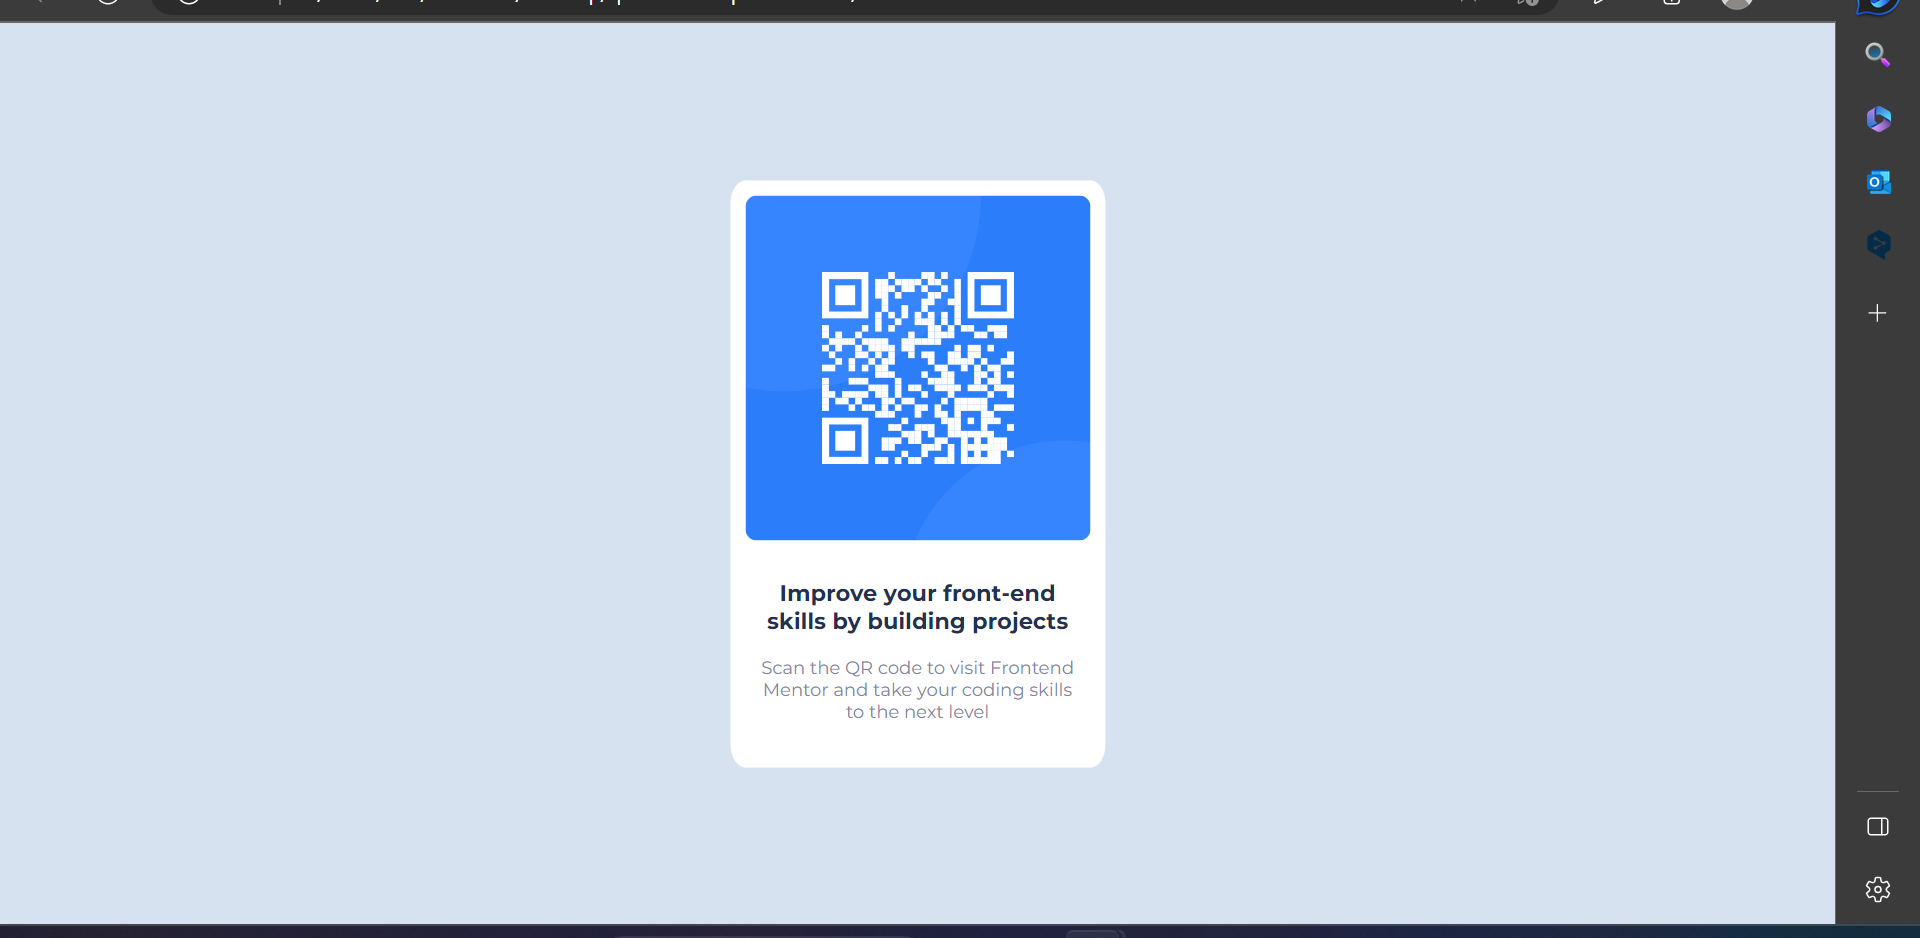 Improve your front-end
skills by building projects
Scan the QR code to visit Frontend
Mentor and take your coding skills
to the next level